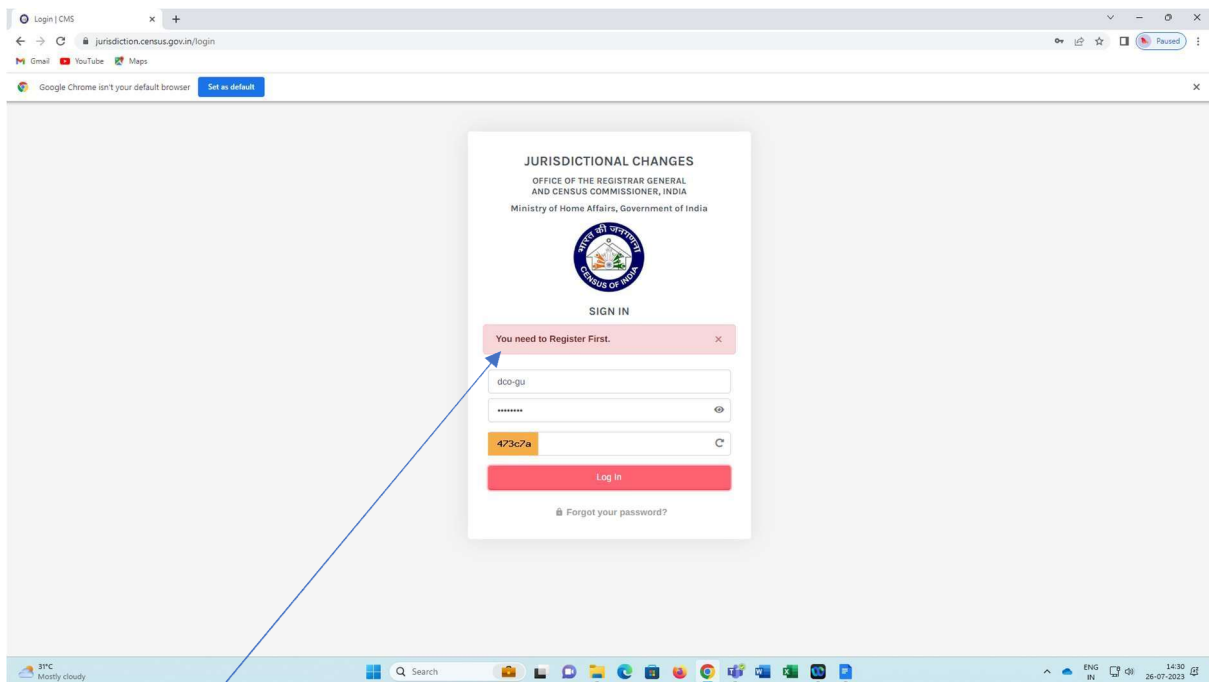 Login | CMS
jurisdiction.census.gov.in/login
Paused
Gmail YouTube Maps
Google Chrome isn't your default browser Set as default
JURISDICTIONAL CHANGES
OFFICE OF THE REGISTRAR GENERAL
AND CENSUS COMMISSIONER, INDIA
Ministry of Home Affairs, Government of India
भारत की जनगणना
CENSUS OF INDIA
SIGN IN
You need to Register First.
dco-gu
••••••••
473c7a
Log In
Forgot your password?
31°C
Mostly cloudy
Search
ENG
IN
14:30
26-07-2023